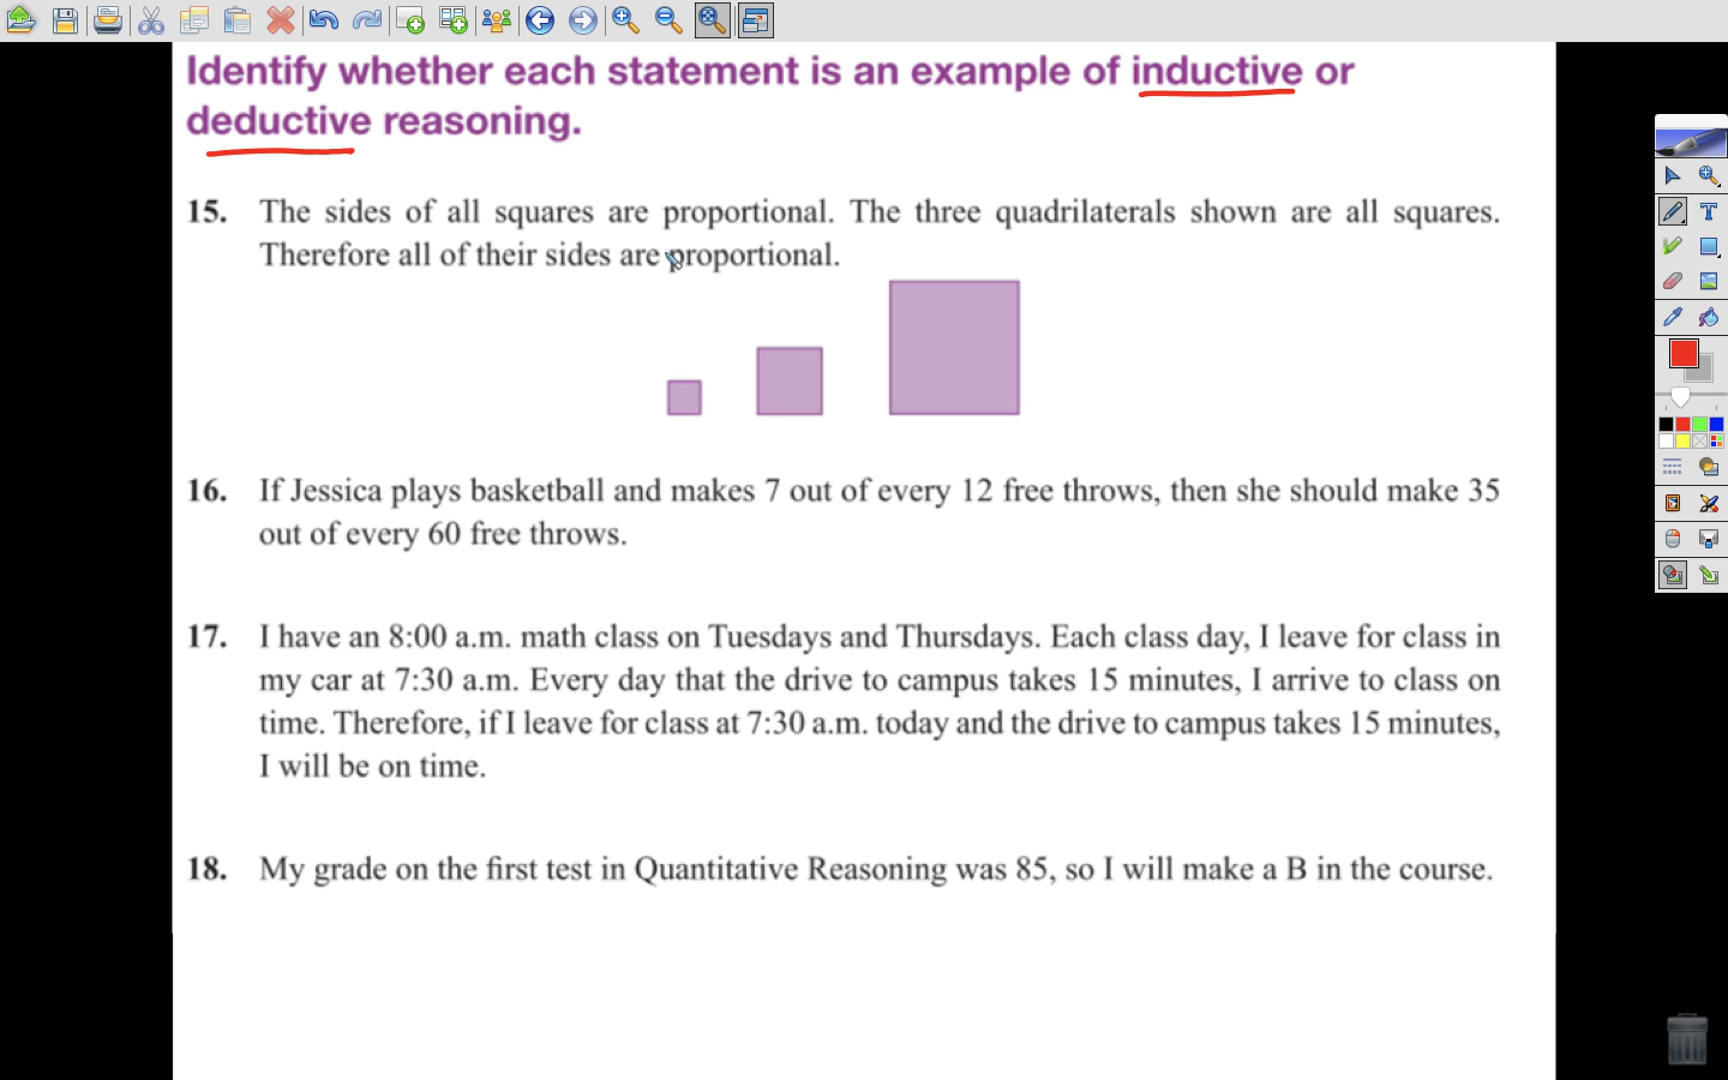 Identify whether each statement is an example of inductive or
deductive reasoning.
15. The sides of all squares are proportional. The three quadrilaterals shown are all squares.
Therefore all of their sides are proportional.
16. If Jessica plays basketball and makes 7 out of every 12 free throws, then she should make 35
out of every 60 free throws.
17. I have an 8:00 a.m. math class on Tuesdays and Thursdays. Each class day, I leave for class in
my car at 7:30 a.m. Every day that the drive to campus takes 15 minutes, I arrive to class on
time. Therefore, if I leave for class at 7:30 a.m. today and the drive to campus takes 15 minutes,
I will be on time.
18. My grade on the first test in Quantitative Reasoning was 85, so I will make a B in the course.